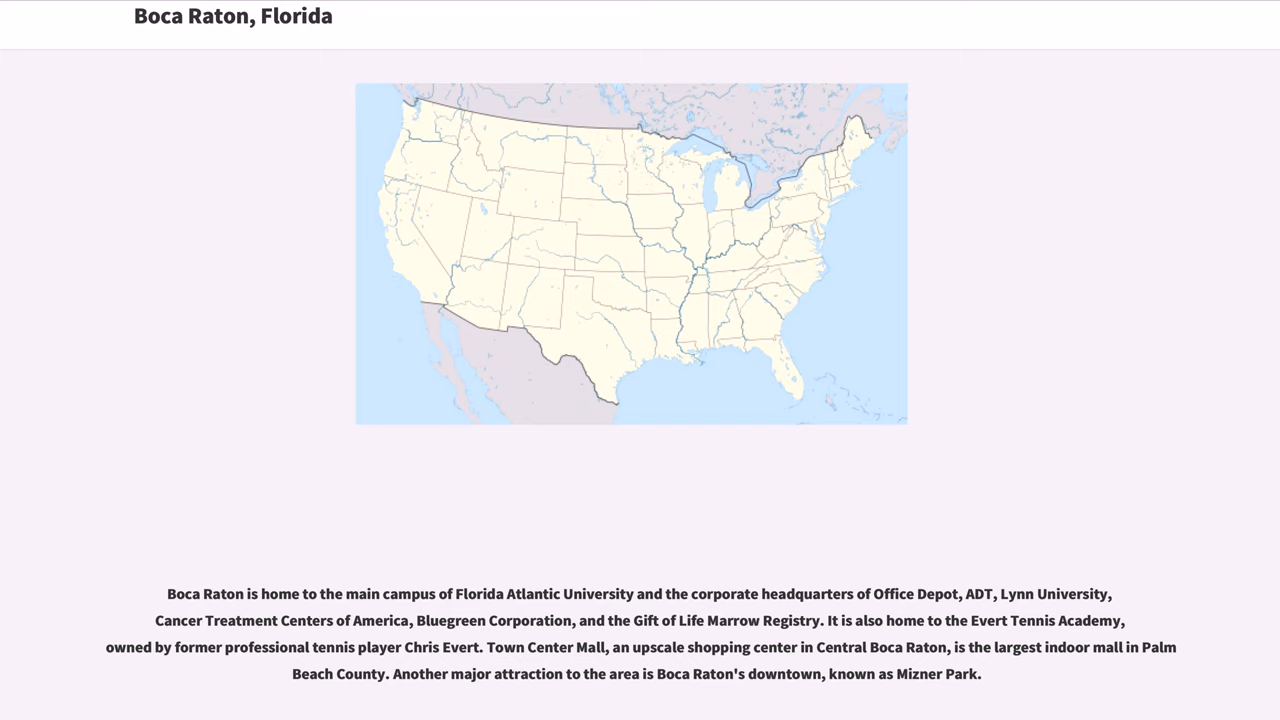 Boca Raton, Florida
Boca Raton is home to the main campus of Florida Atlantic University and the corporate headquarters of Office Depot, ADT, Lynn University,
Cancer Treatment Centers of America, Bluegreen Corporation, and the Gift of Life Marrow Registry. It is also home to the Evert Tennis Academy,
owned by former professional tennis player Chris Evert. Town Center Mall, an upscale shopping center in Central Boca Raton, is the largest indoor mall in Palm
Beach County. Another major attraction to the area is Boca Raton's downtown, known as Mizner Park.